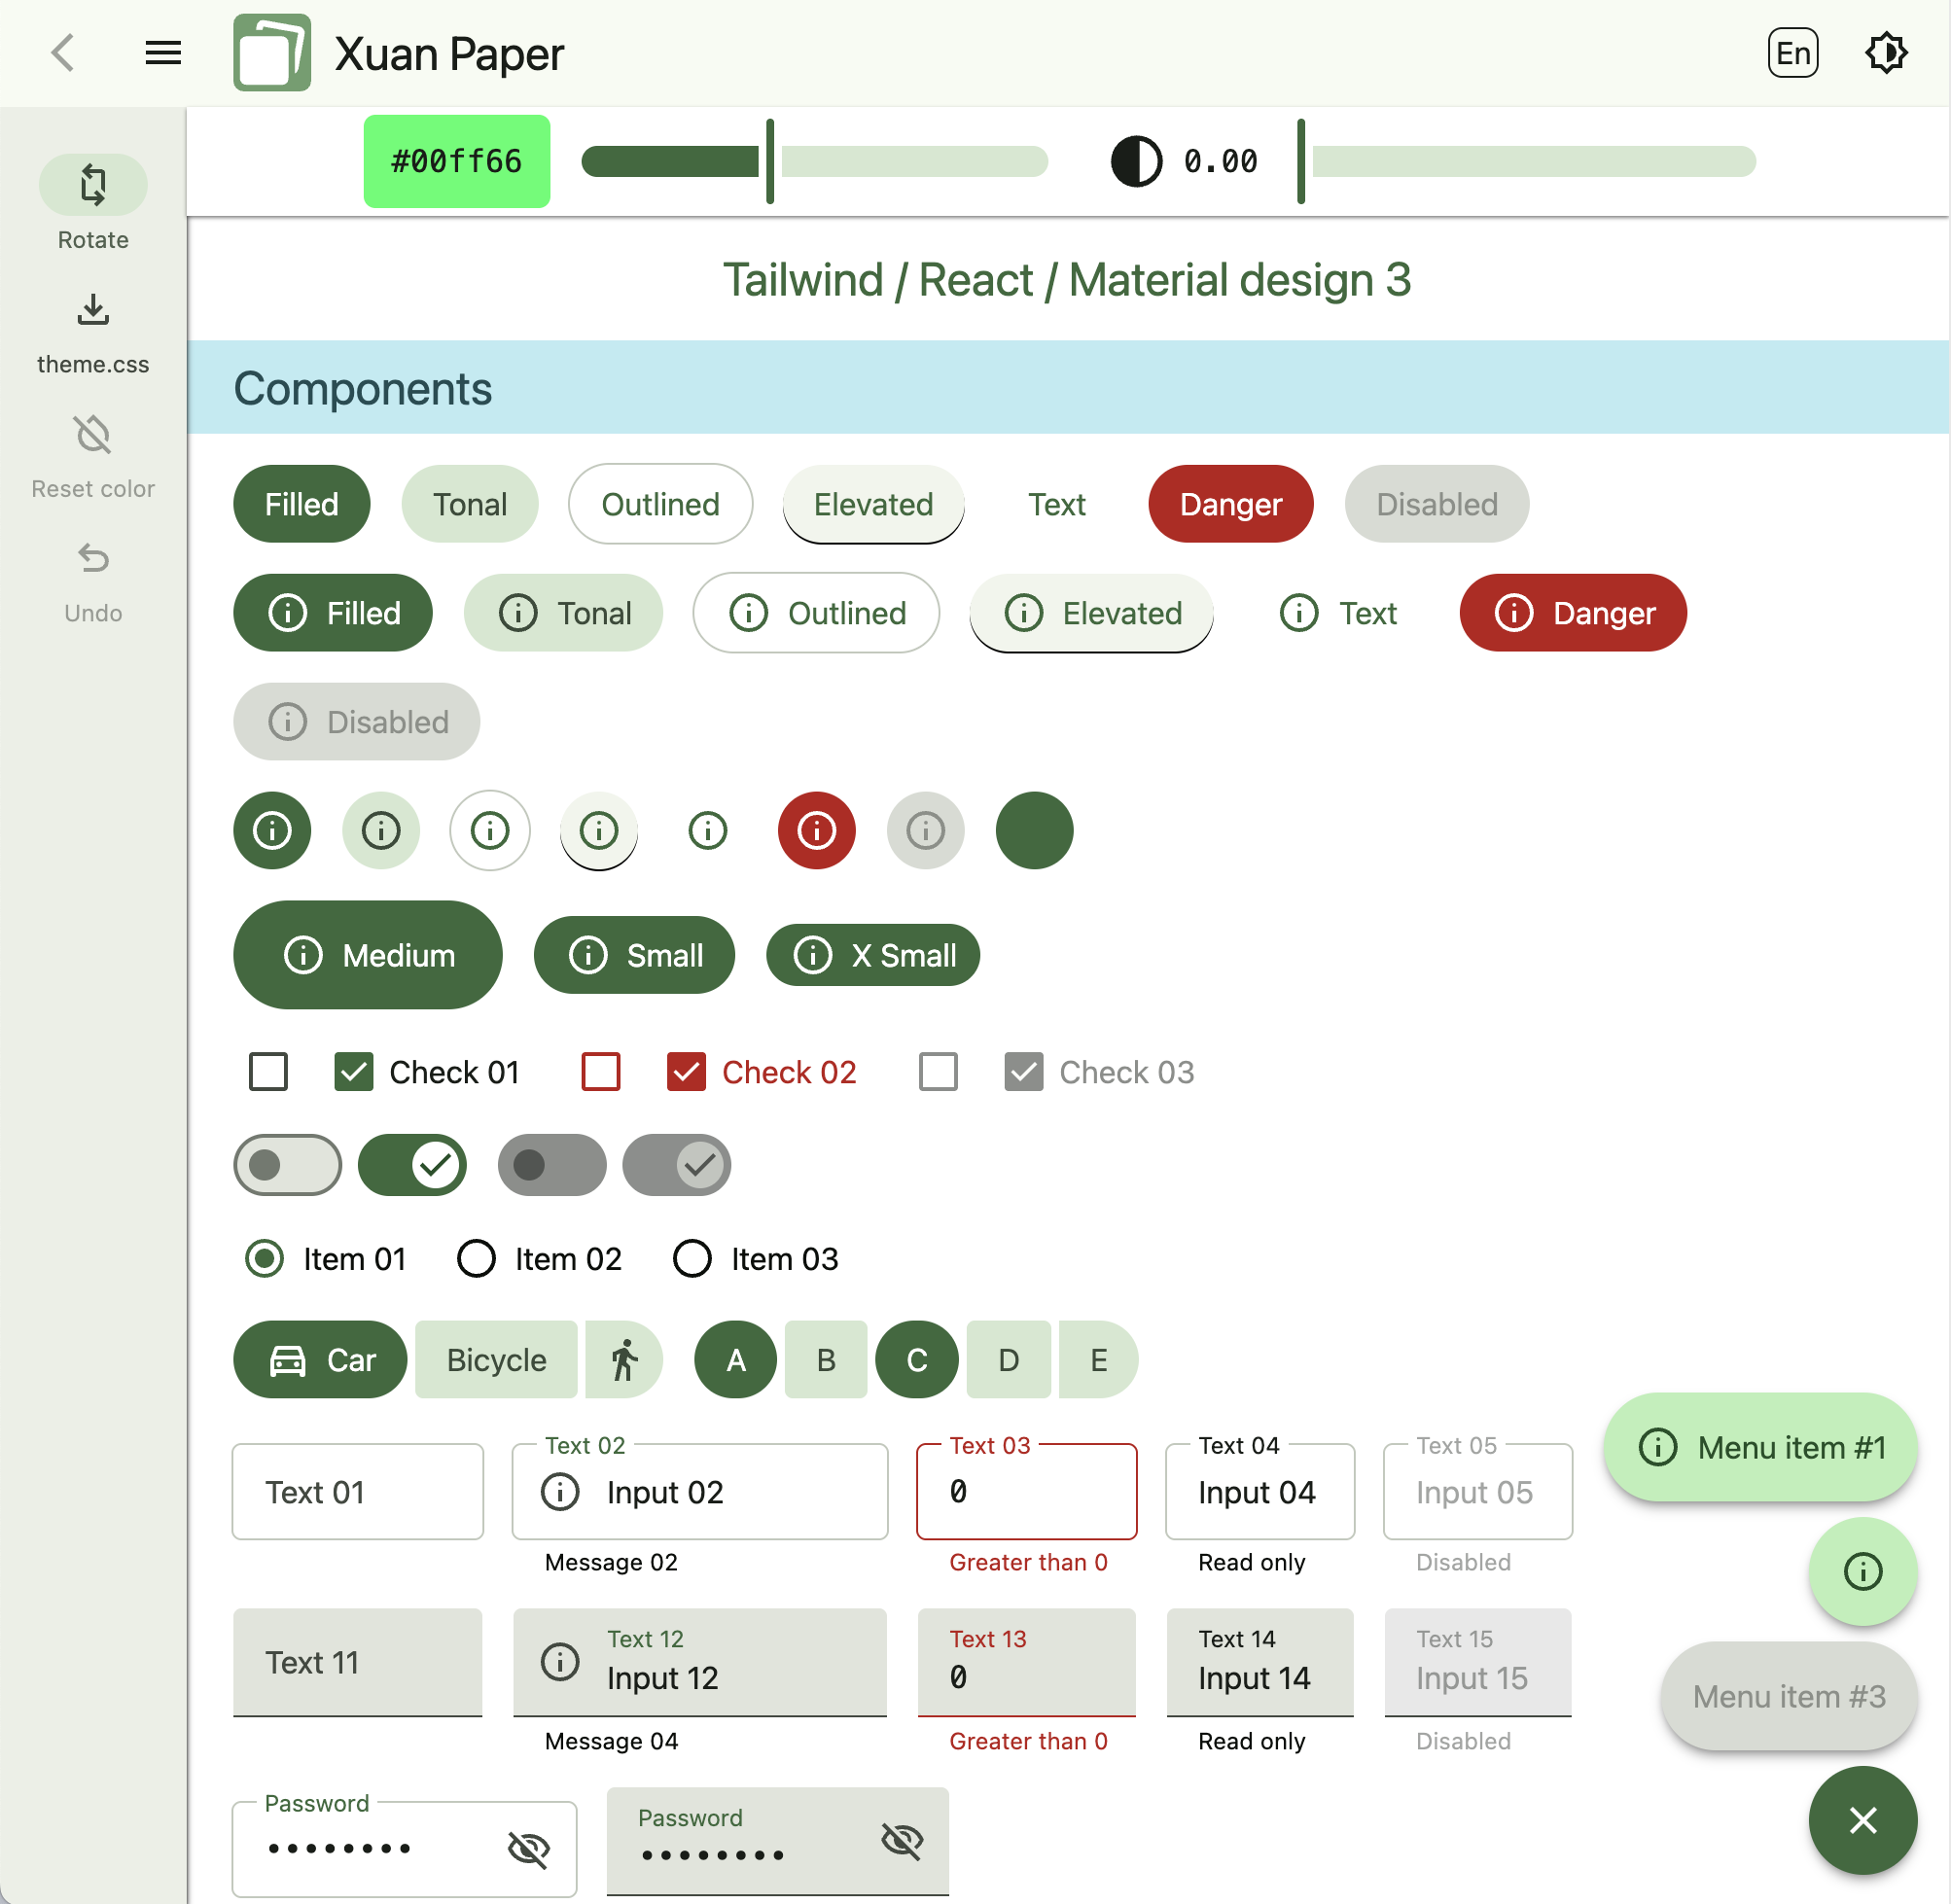 Xuan Paper
En
#00ff66
0.00
Rotate
theme.css
Reset color
Undo
Tailwind / React / Material design 3
Components
Filled Tonal Outlined Elevated Text Danger Disabled
Filled Tonal Outlined Elevated Text Danger
Disabled
Medium Small X Small
Check 01 Check 02 Check 03
Item 01 Item 02 Item 03
Car Bicycle A B C D E
Text 02 Text 03 Text 04 Text 05
Text 01 Input 02 0 Input 04 Input 05
Message 02 Greater than 0 Read only Disabled
Text 12 Text 13 Text 14 Text 15
Text 11 Input 12 0 Input 14 Input 15
Message 04 Greater than 0 Read only Disabled
Password Password
•••••••• ••••••••
Menu item #1
Menu item #3